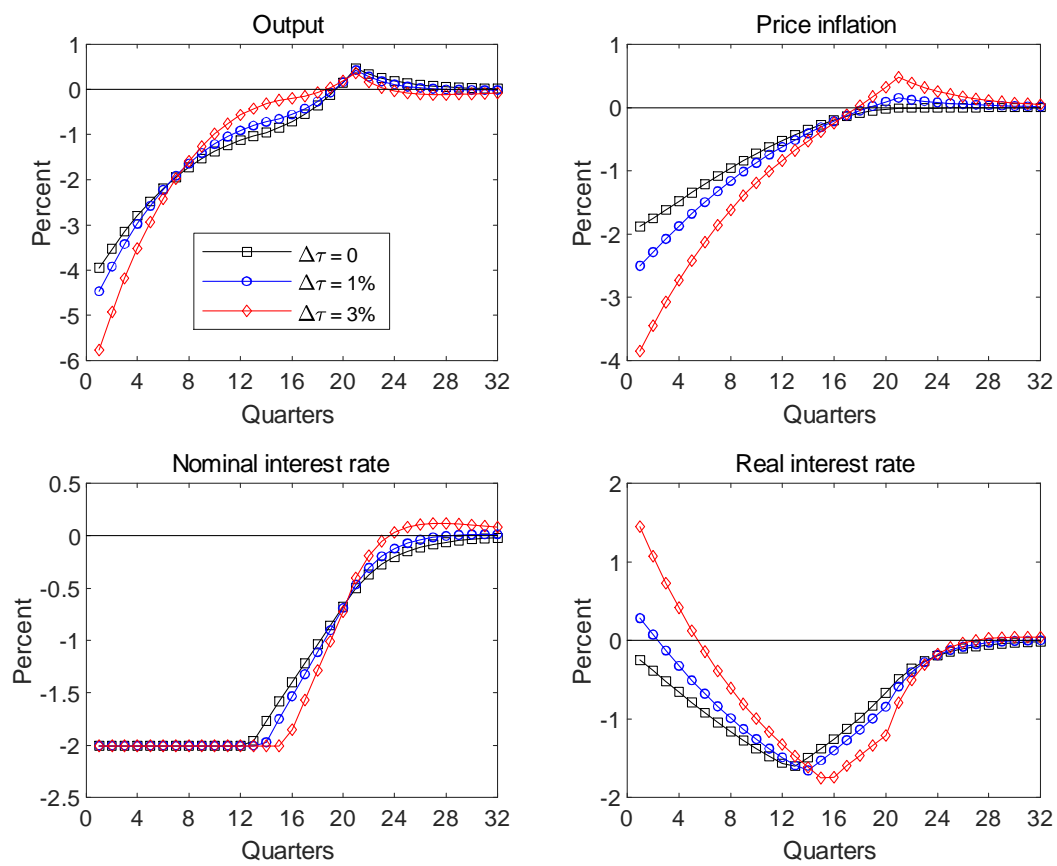 Output
Percent
1
0
-1
-2
-3
-4
-5
-6
0 4 8 12 16 20 24 28 32
Quarters
Δτ = 0
Δτ = 1%
Δτ = 3%
Price inflation
Percent
1
0
-1
-2
-3
-4
0 4 8 12 16 20 24 28 32
Quarters
Nominal interest rate
Percent
0.5
0
-0.5
-1
-1.5
-2
-2.5
0 4 8 12 16 20 24 28 32
Quarters
Real interest rate
Percent
2
1
0
-1
-2
0 4 8 12 16 20 24 28 32
Quarters